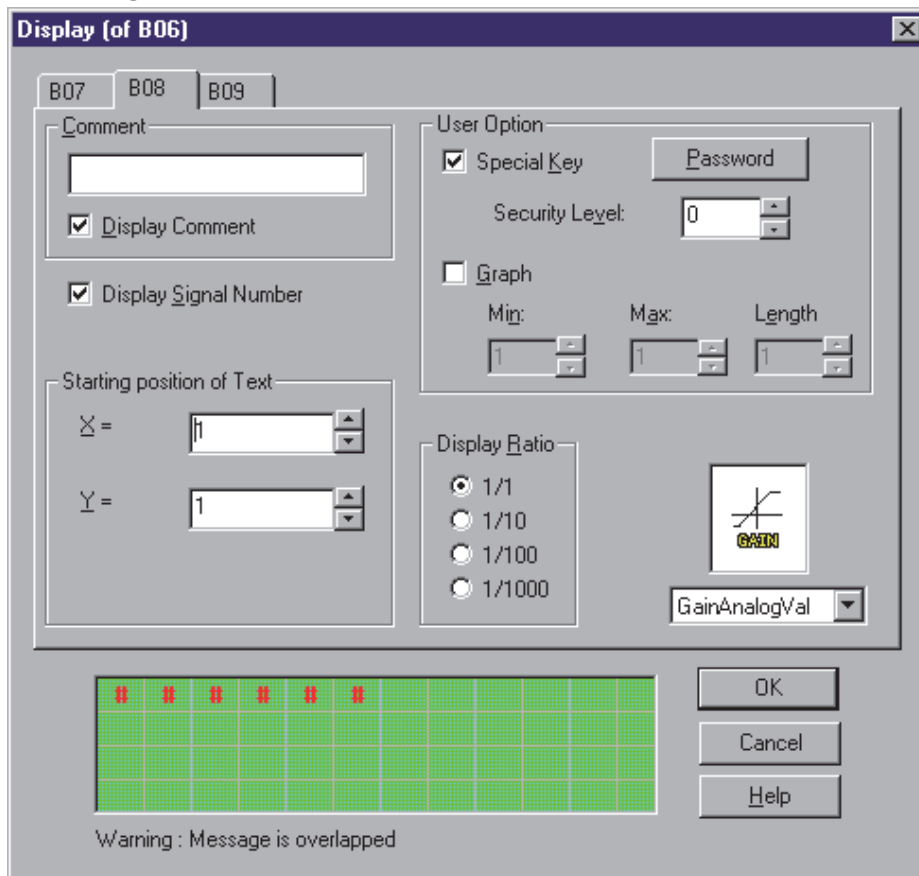 Display (of B06)
B07 B08 B09
Comment
Display Comment
Display Signal Number
Starting position of Text
X = 1
Y = 1
User Option
Special Key Password
Security Level: 0
Graph
Min: Max: Length
1 1 1
Display Ratio
1/1
1/10
1/100
1/1000
GAIN
GainAnalogVal
# # # # # #
OK
Cancel
Help
Warning : Message is overlapped